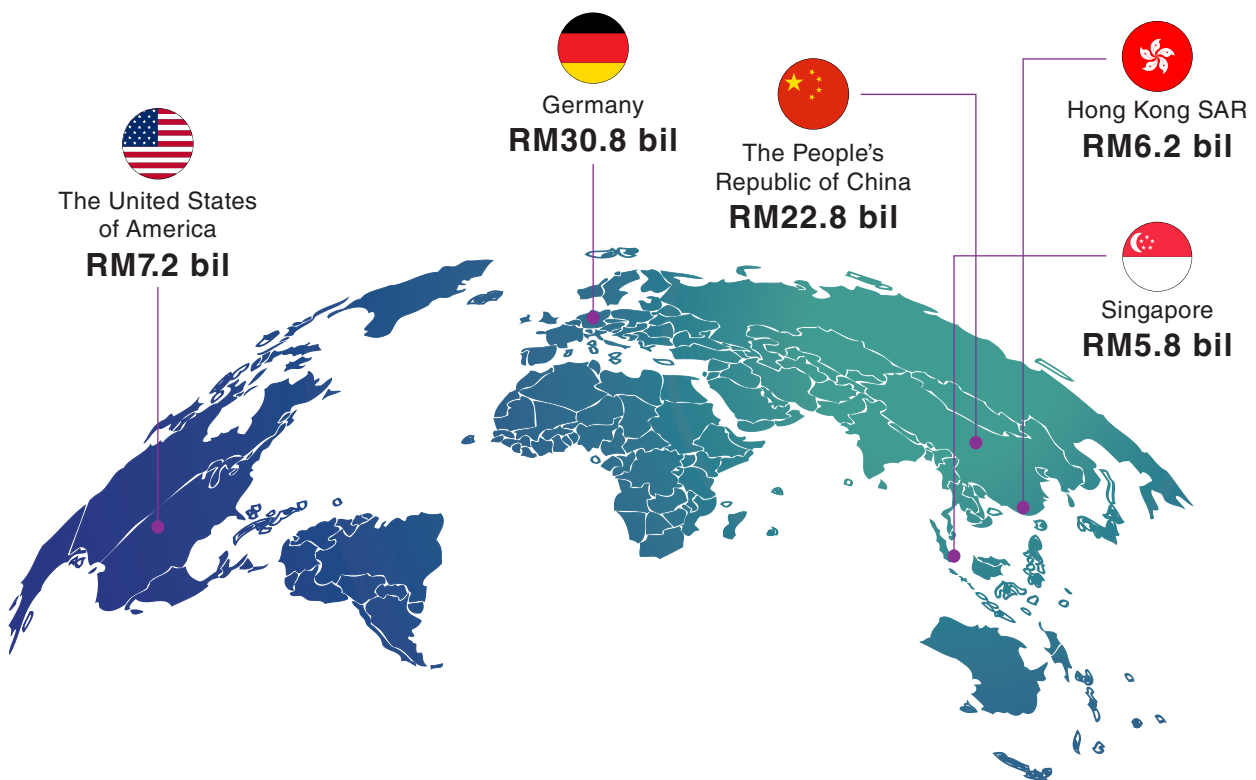 The United States
of America
RM7.2 bil
Germany
RM30.8 bil
The People's
Republic of China
RM22.8 bil
Hong Kong SAR
RM6.2 bil
Singapore
RM5.8 bil